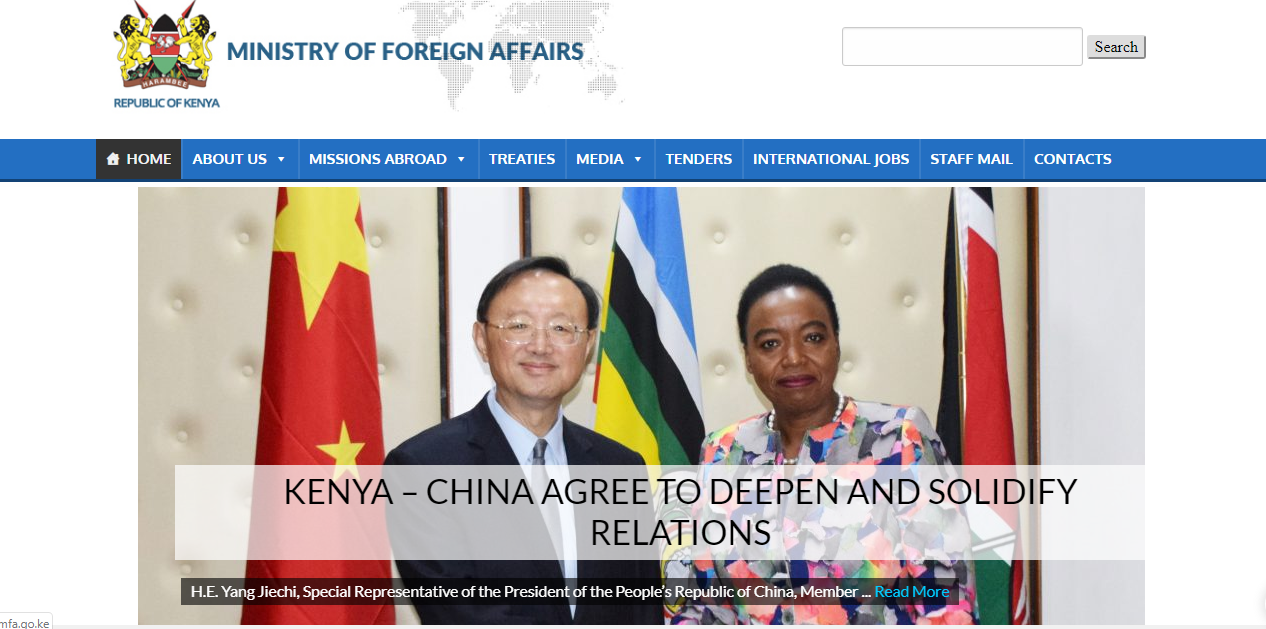 HARAMBEE
REPUBLIC OF KENYA
MINISTRY OF FOREIGN AFFAIRS
Search
HOME ABOUT US MISSIONS ABROAD TREATIES MEDIA TENDERS INTERNATIONAL JOBS STAFF MAIL CONTACTS
KENYA – CHINA AGREE TO DEEPEN AND SOLIDIFY
RELATIONS
H.E. Yang Jiechi, Special Representative of the President of the People’s Republic of China, Member ... Read More
mfa.go.ke